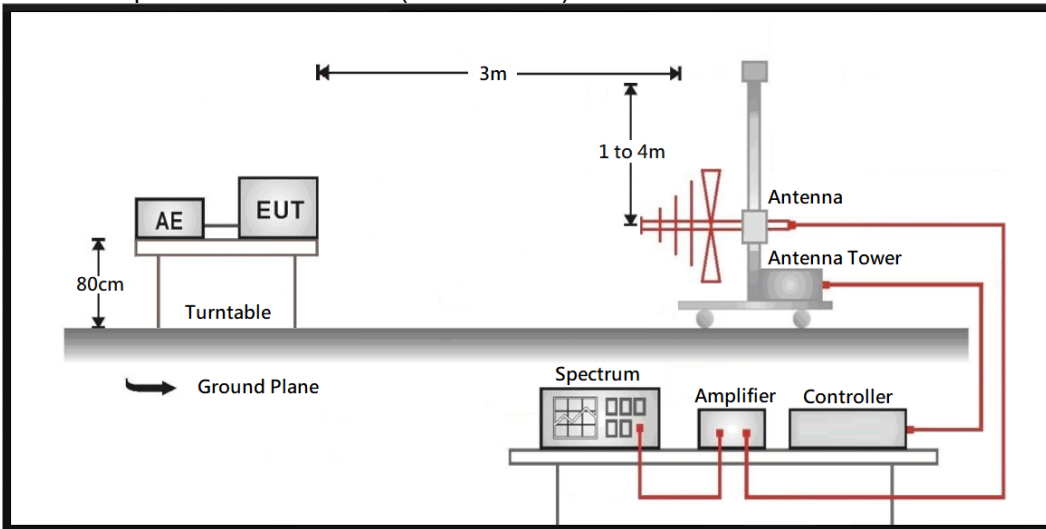 3m
1 to 4m
Antenna
AE
EUT
Antenna Tower
80cm
Turntable
Ground Plane
Spectrum
Amplifier
Controller